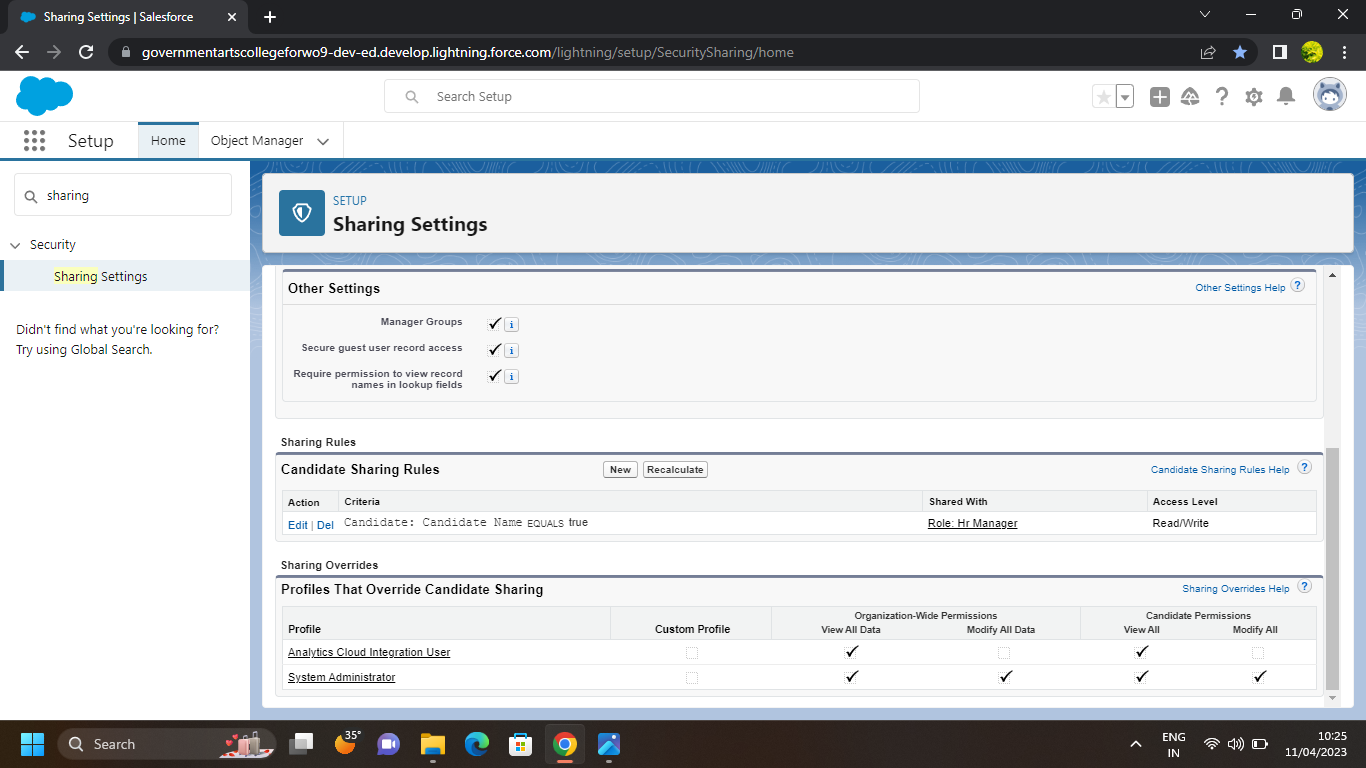 Sharing Settings | Salesforce
governmentartscollegeforwo9-dev-ed.develop.lightning.force.com/lightning/setup/SecuritySharing/home
Search Setup
Setup
Home
Object Manager
sharing
Security
Sharing Settings
Didn't find what you're looking for?
Try using Global Search.
SETUP
Sharing Settings
Other Settings
Other Settings Help ?
Manager Groups
i
Secure guest user record access
i
Require permission to view record
names in lookup fields
i
Sharing Rules
Candidate Sharing Rules
New
Recalculate
Candidate Sharing Rules Help ?
Action Criteria Shared With Access Level
Edit | Del Candidate: Candidate Name EQUALS true Role: Hr Manager Read/Write
Sharing Overrides
Profiles That Override Candidate Sharing
Sharing Overrides Help ?
Organization-Wide Permissions Candidate Permissions
Profile Custom Profile View All Data Modify All Data View All Modify All
Analytics Cloud Integration User
System Administrator
Search
35°
ENG
IN
10:25
11/04/2023